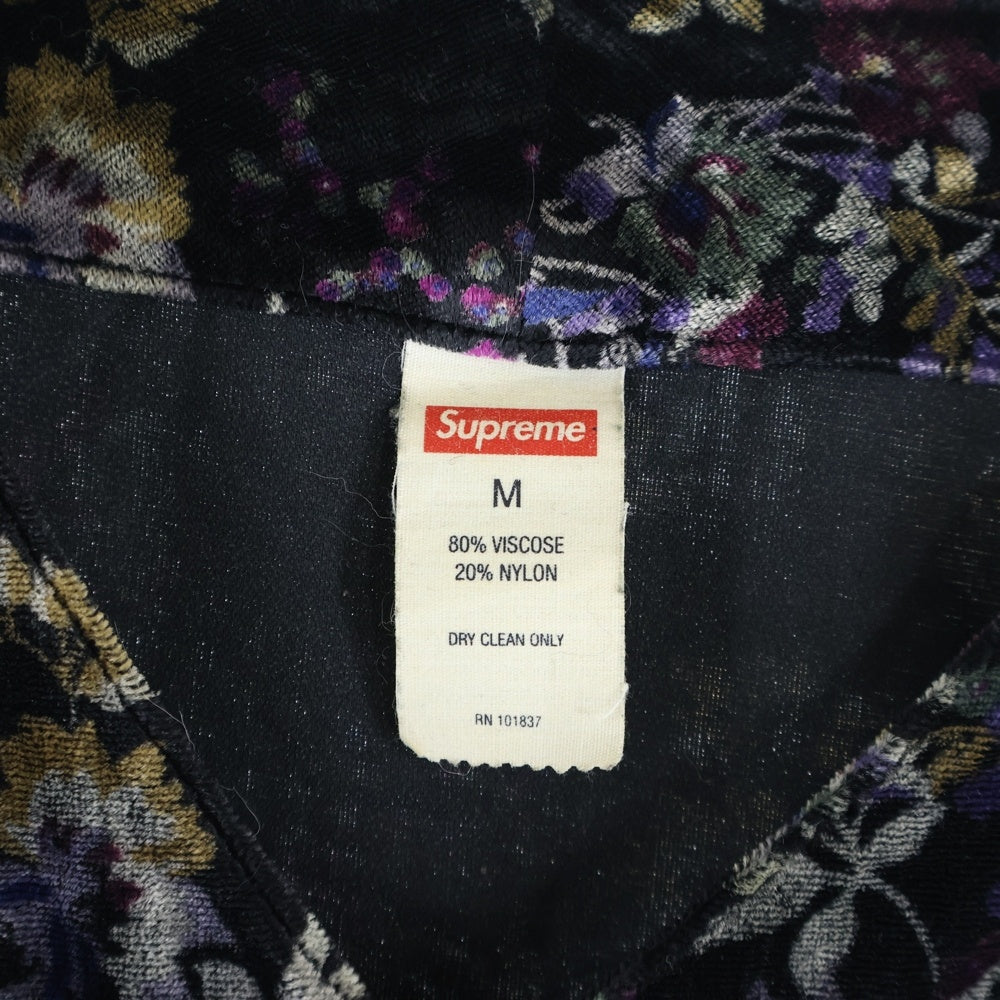 Supreme
M
80% VISCOSE
20% NYLON
DRY CLEAN ONLY
RN 101837